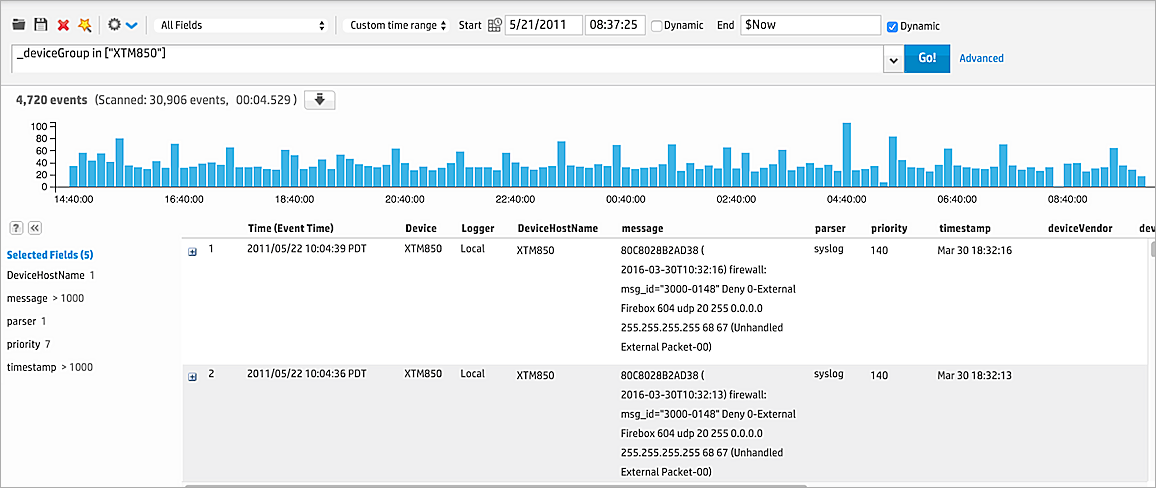 All Fields Custom time range Start 5/21/2011 08:37:25 Dynamic End $Now Dynamic
_deviceGroup in ["XTM850"] Go! Advanced
4,720 events (Scanned: 30,906 events, 00:04.529 )
100
80
60
40
20
0
14:40:00 16:40:00 18:40:00 20:40:00 22:40:00 00:40:00 02:40:00 04:40:00 06:40:00 08:40:00
? «
Time (Event Time) Device Logger DeviceHostName message parser priority timestamp deviceVendor dev
Selected Fields (5)
DeviceHostName 1
message > 1000
parser 1
priority 7
timestamp > 1000
1 2011/05/22 10:04:39 PDT XTM850 Local XTM850 80C8028B2AD38 ( syslog 140 Mar 30 18:32:16
2016-03-30T10:32:16) firewall:
msg_id="3000-0148" Deny 0-External
Firebox 604 udp 20 255 0.0.0.0
255.255.255.255 68 67 (Unhandled
External Packet-00)
2 2011/05/22 10:04:36 PDT XTM850 Local XTM850 80C8028B2AD38 ( syslog 140 Mar 30 18:32:13
2016-03-30T10:32:13) firewall:
msg_id="3000-0148" Deny 0-External
Firebox 604 udp 20 255 0.0.0.0
255.255.255.255 68 67 (Unhandled
External Packet-00)